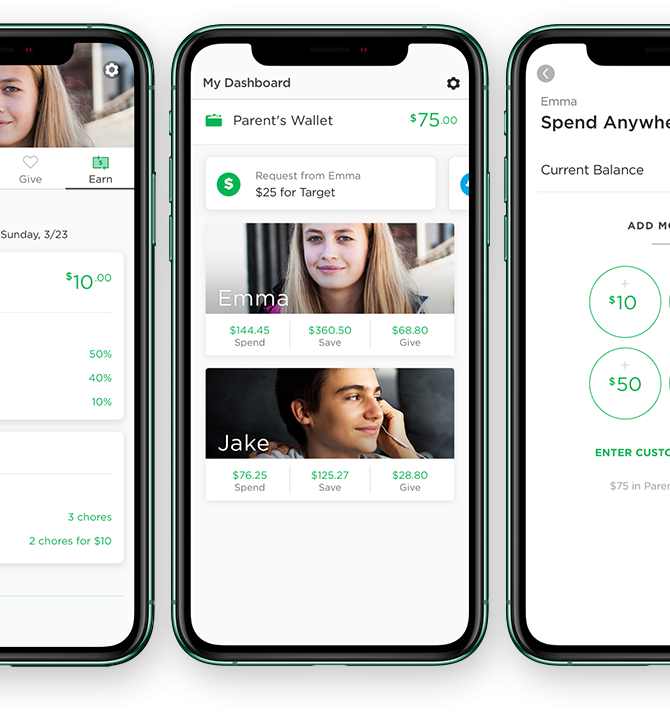 Give
Earn
Sunday, 3/23
$10.00
50%
40%
10%
3 chores
2 chores for $10
My Dashboard
Parent's Wallet
$75.00
Request from Emma
$25 for Target
Emma
$144.45
$360.50
$68.80
Spend
Save
Give
Jake
$76.25
$125.27
$28.80
Spend
Save
Give
Emma
Spend Anywhe
Current Balance
ADD MO
+
$10
+
$50
ENTER CUSTO
$75 in Paren